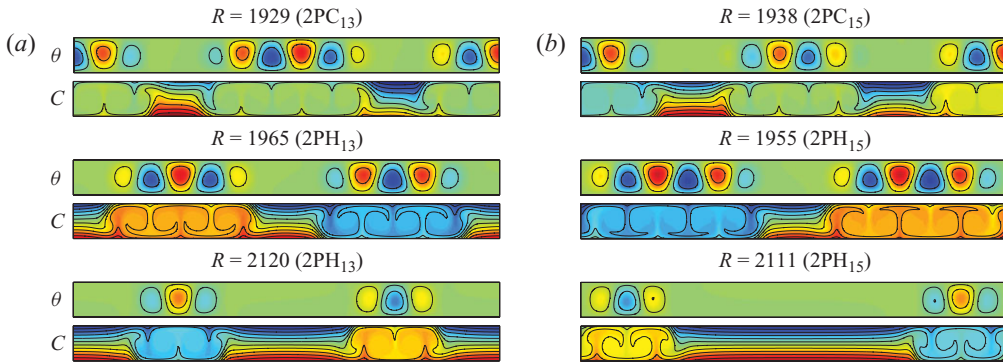 R = 1929 (2PC₁₃)
R = 1938 (2PC₁₅)
(a) θ
C
(b) θ
C
R = 1965 (2PH₁₃)
R = 1955 (2PH₁₅)
θ
C
θ
C
R = 2120 (2PH₁₃)
R = 2111 (2PH₁₅)
θ
C
θ
C